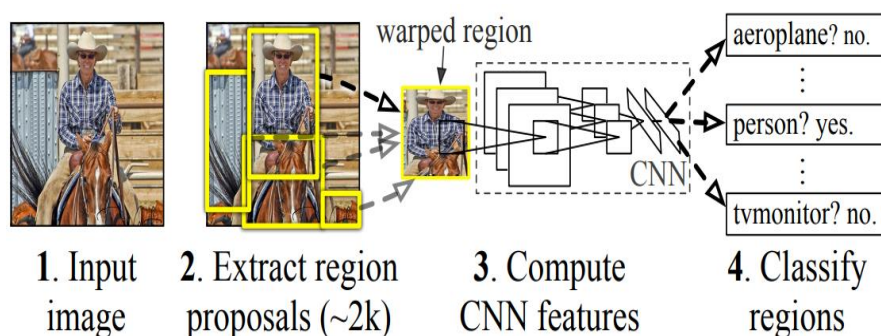 warped region
aeroplane? no.
person? yes.
CNN
tvmonitor? no.
1. Input
image
2. Extract region
proposals (~2k)
3. Compute
CNN features
4. Classify
regions